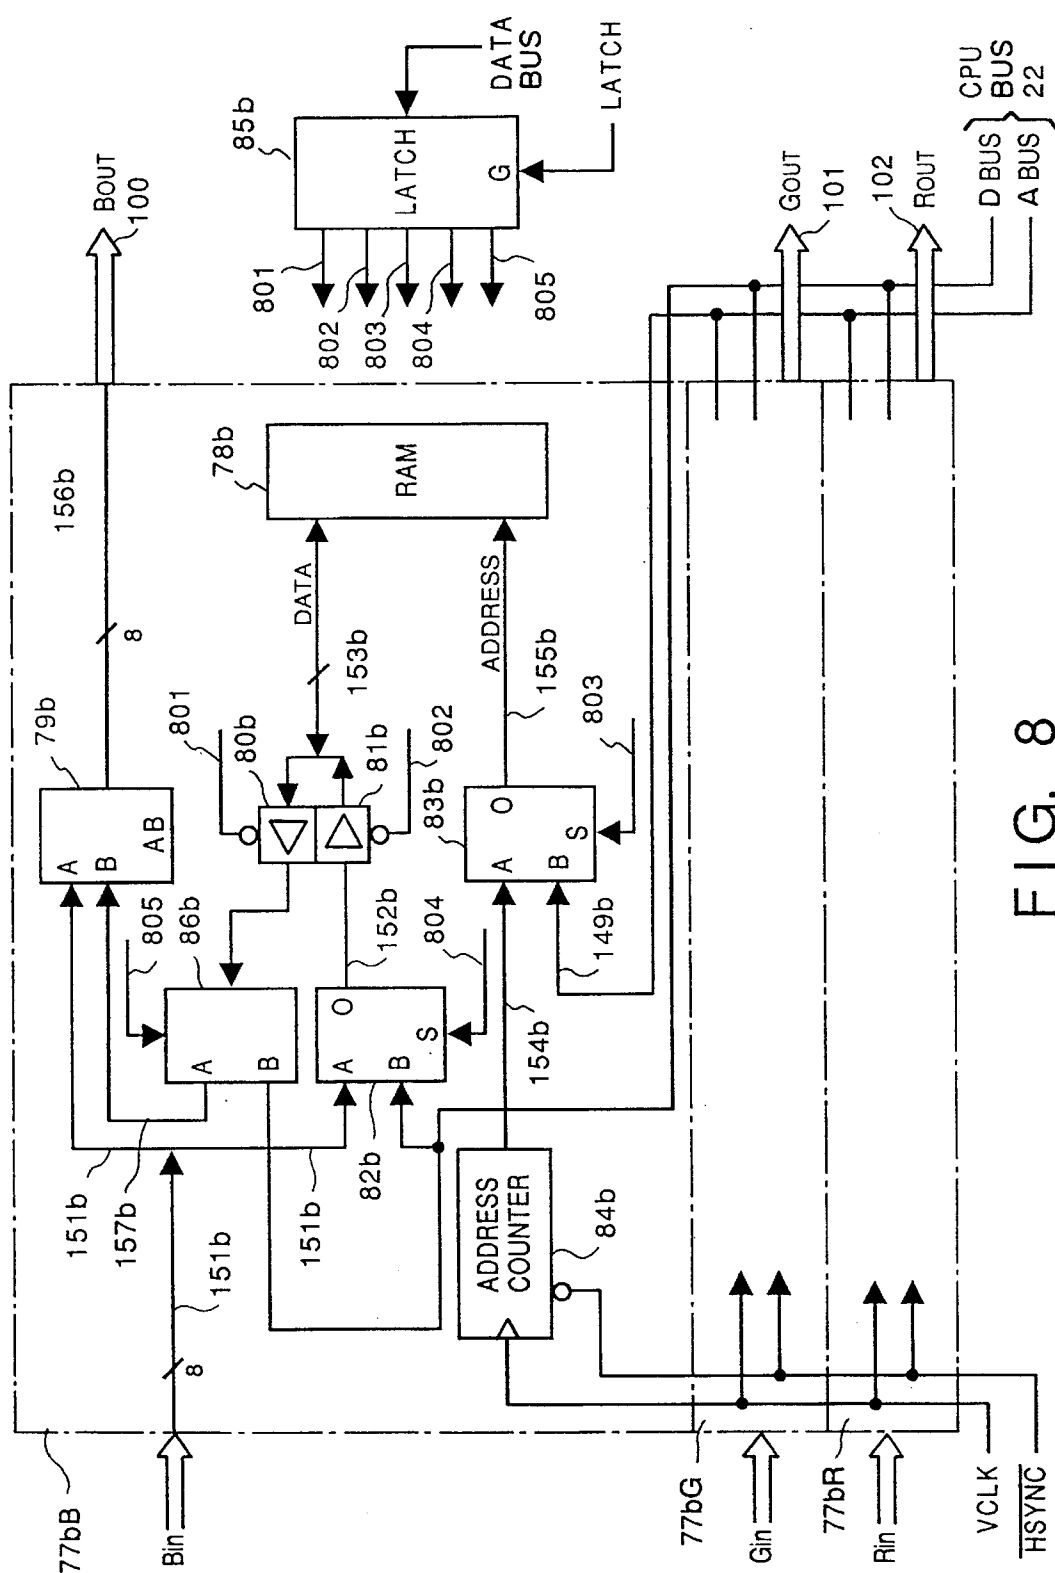 BOUT
100
156b
8
79b
A
B
AB
805
86b
A
B
151b
157b
151b
8
Bin
77bB
151b
82b
A
B
O
S
152b
804
801
80b
81b
802
DATA
153b
78b
RAM
ADDRESS
155b
83b
A
B
O
S
803
149b
154b
ADDRESS
COUNTER
84b
85b
LATCH
G
DATA
BUS
LATCH
801
802
803
804
805
GOUT
101
102
ROUT
D BUS
A BUS
CPU
BUS
22
77bG
Gin
77bR
Rin
VCLK
HSYNC
FIG. 8